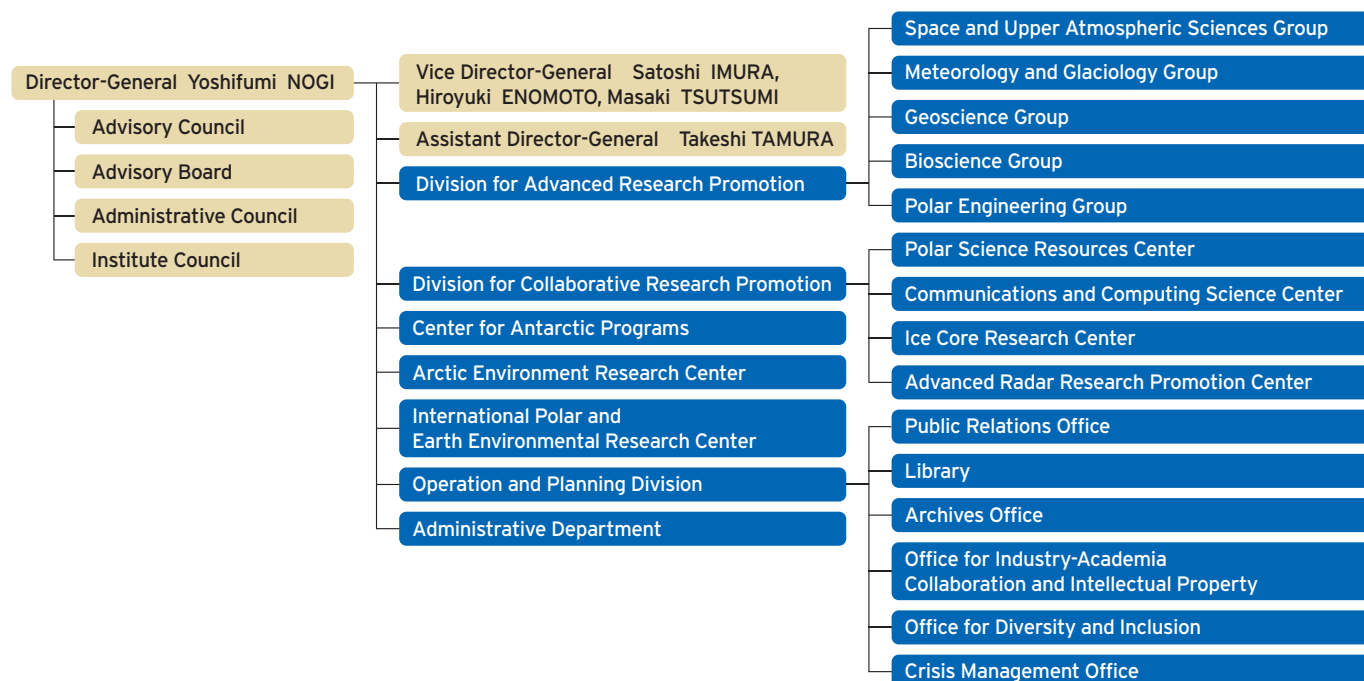 Director-General Yoshifumi NOGI
Advisory Council
Advisory Board
Administrative Council
Institute Council
Vice Director-General Satoshi IMURA,
Hiroyuki ENOMOTO, Masaki TSUTSUMI
Assistant Director-General Takeshi TAMURA
Division for Advanced Research Promotion
Division for Collaborative Research Promotion
Center for Antarctic Programs
Arctic Environment Research Center
International Polar and
Earth Environmental Research Center
Operation and Planning Division
Administrative Department
Space and Upper Atmospheric Sciences Group
Meteorology and Glaciology Group
Geoscience Group
Bioscience Group
Polar Engineering Group
Polar Science Resources Center
Communications and Computing Science Center
Ice Core Research Center
Advanced Radar Research Promotion Center
Public Relations Office
Library
Archives Office
Office for Industry-Academia
Collaboration and Intellectual Property
Office for Diversity and Inclusion
Crisis Management Office